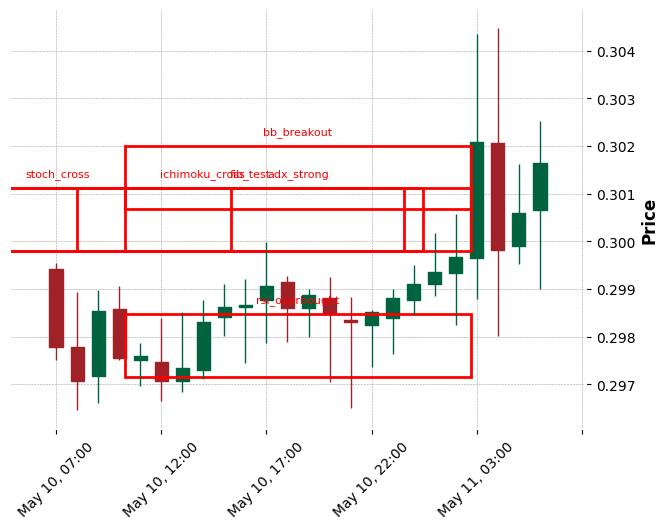 0.304
0.303
bb_breakout
0.302
stoch_cross
ichimoku_cross
fib_test
adx_strong
0.301
0.300
0.299
rsi_overbought
0.298
0.297
Price
May 10, 07:00
May 10, 12:00
May 10, 17:00
May 10, 22:00
May 11, 03:00